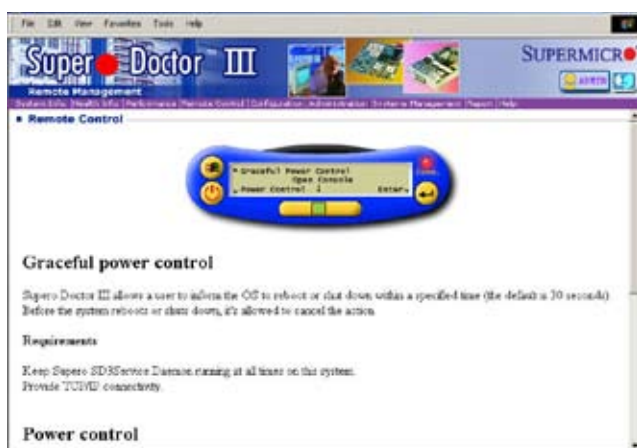 File Edit View Favorites Tools Help
Supero Doctor III
SUPERMICRO
ADMIN
Remote Management
System Info Health Info Performance Remote Control Configuration Administration Systems Management Report Help
Remote Control
Graceful Power Control
Open Console
Power Control
Enter
Graceful power control
Supero Doctor III allows a user to inform the OS to reboot or shut down within a specified time (the default is 30 seconds).
Before the system reboots or shuts down, it's allowed to cancel the action.
Requirements
Keep Supero SD3Service Daemon running at all times on this system.
Provide TCP/IP connectivity.
Power control